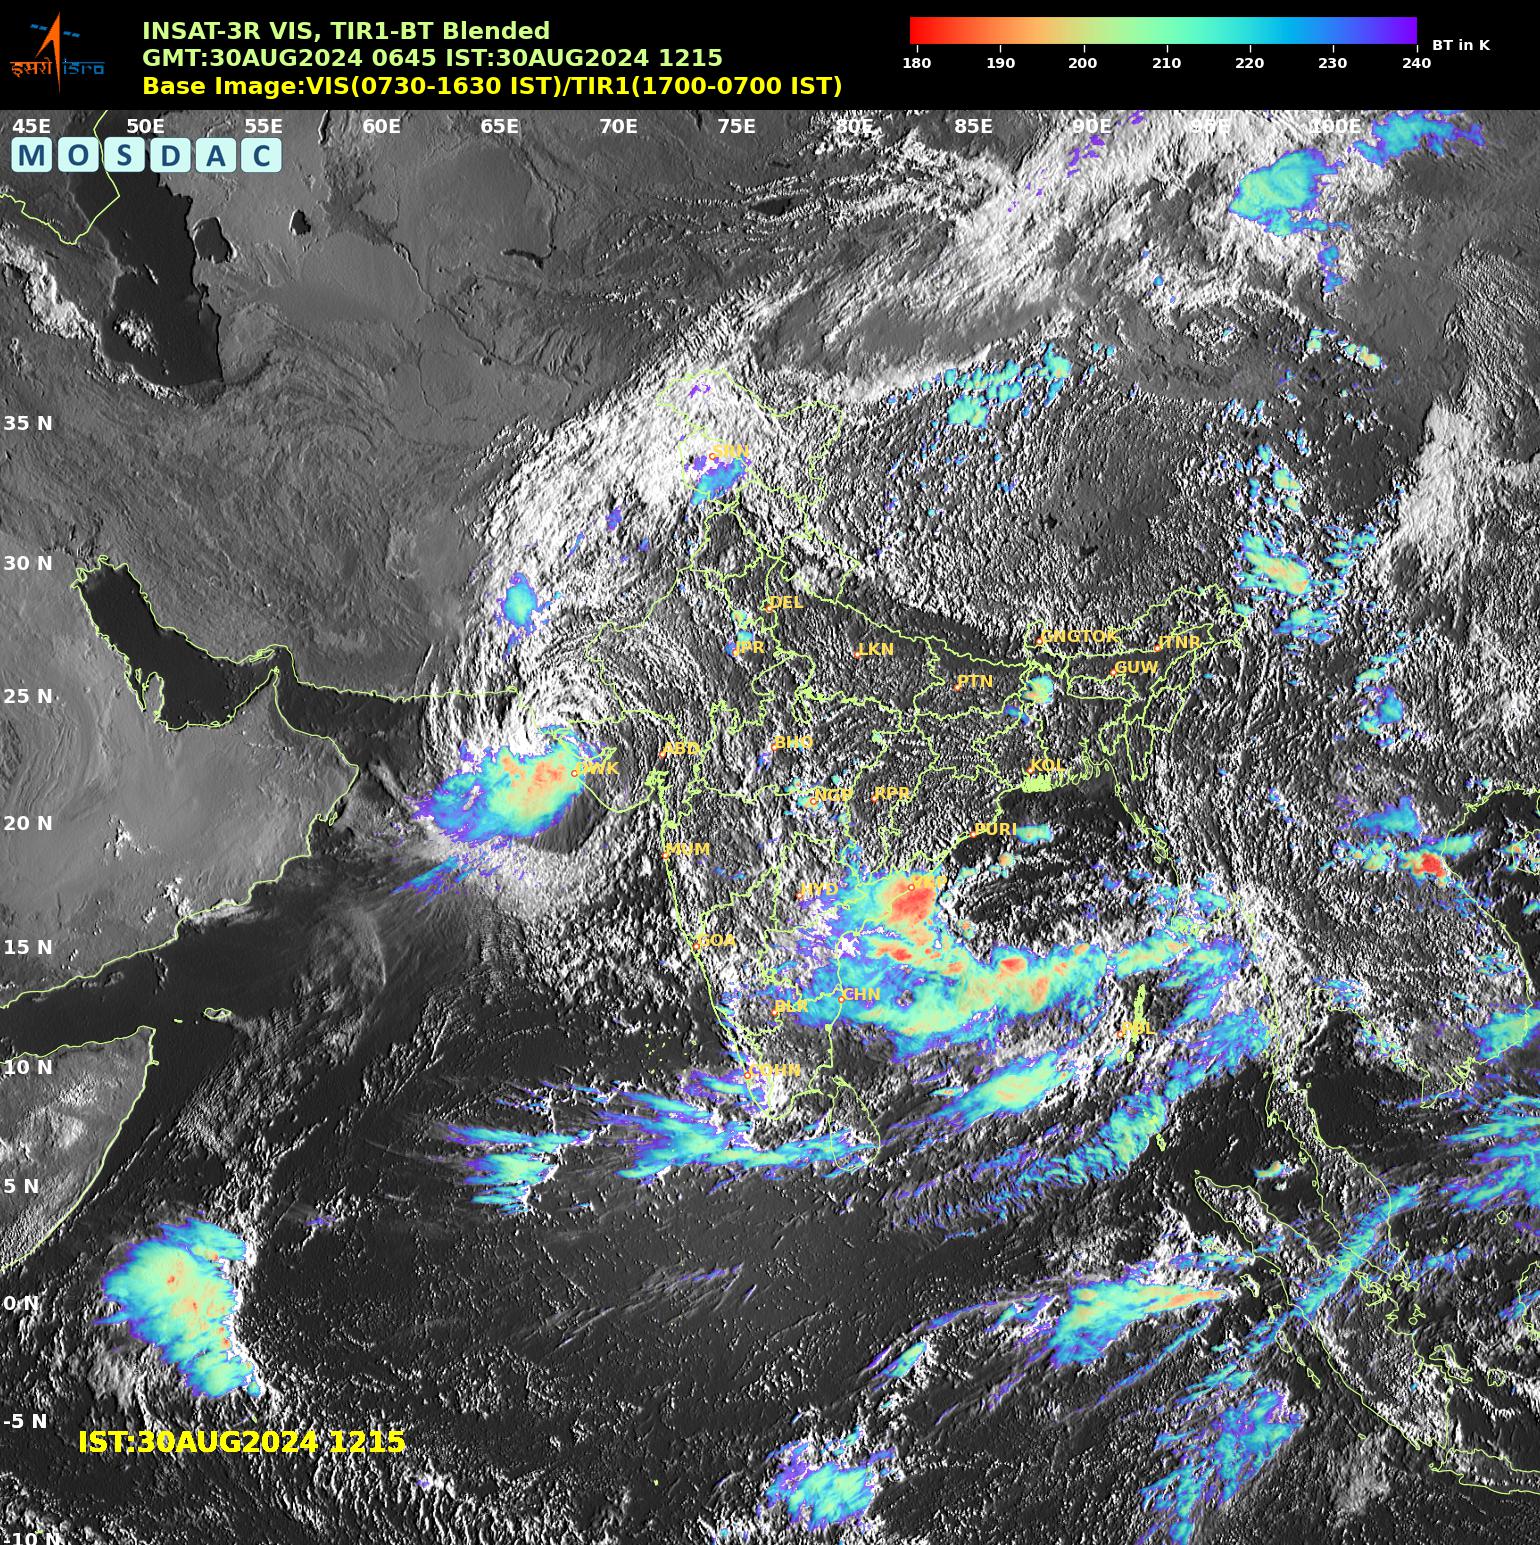 INSAT-3R VIS, TIR1-BT Blended
GMT:30AUG2024 0645 IST:30AUG2024 1215
Base Image:VIS(0730-1630 IST)/TIR1(1700-0700 IST)
इसरो isro
BT in K
180 190 200 210 220 230 240
45E 50E 55E 60E 65E 70E 75E 80E 85E 90E 95E 100E
M O S D A C
35 N
SRN
30 N
DEL
GNGTOK
ITNR
JPR
LKN
GUW
PTN
25 N
ABD
BHO
DWK
KOL
NGP
RPR
20 N
PURI
MUM
HYD
GOA
15 N
CHN
BLR
PBL
10 N
COHN
5 N
0 N
-5 N
IST:30AUG2024 1215
-10 N